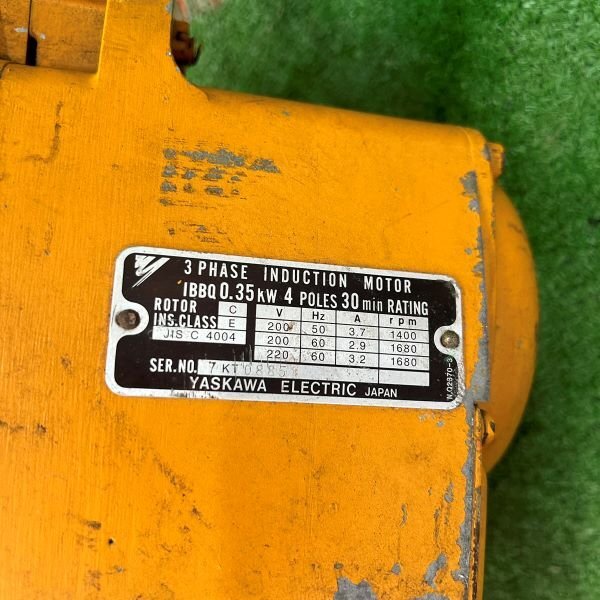 3 PHASE INDUCTION MOTOR
IBBQ 0.35 kW 4 POLES 30 min RATING
ROTOR C
INS.CLASS E
JIS C 4004
V Hz A rpm
200 50 3.7 1400
200 60 2.9 1680
220 60 3.2 1680
SER.NO.
YASKAWA ELECTRIC JAPAN
N.Q2870-3